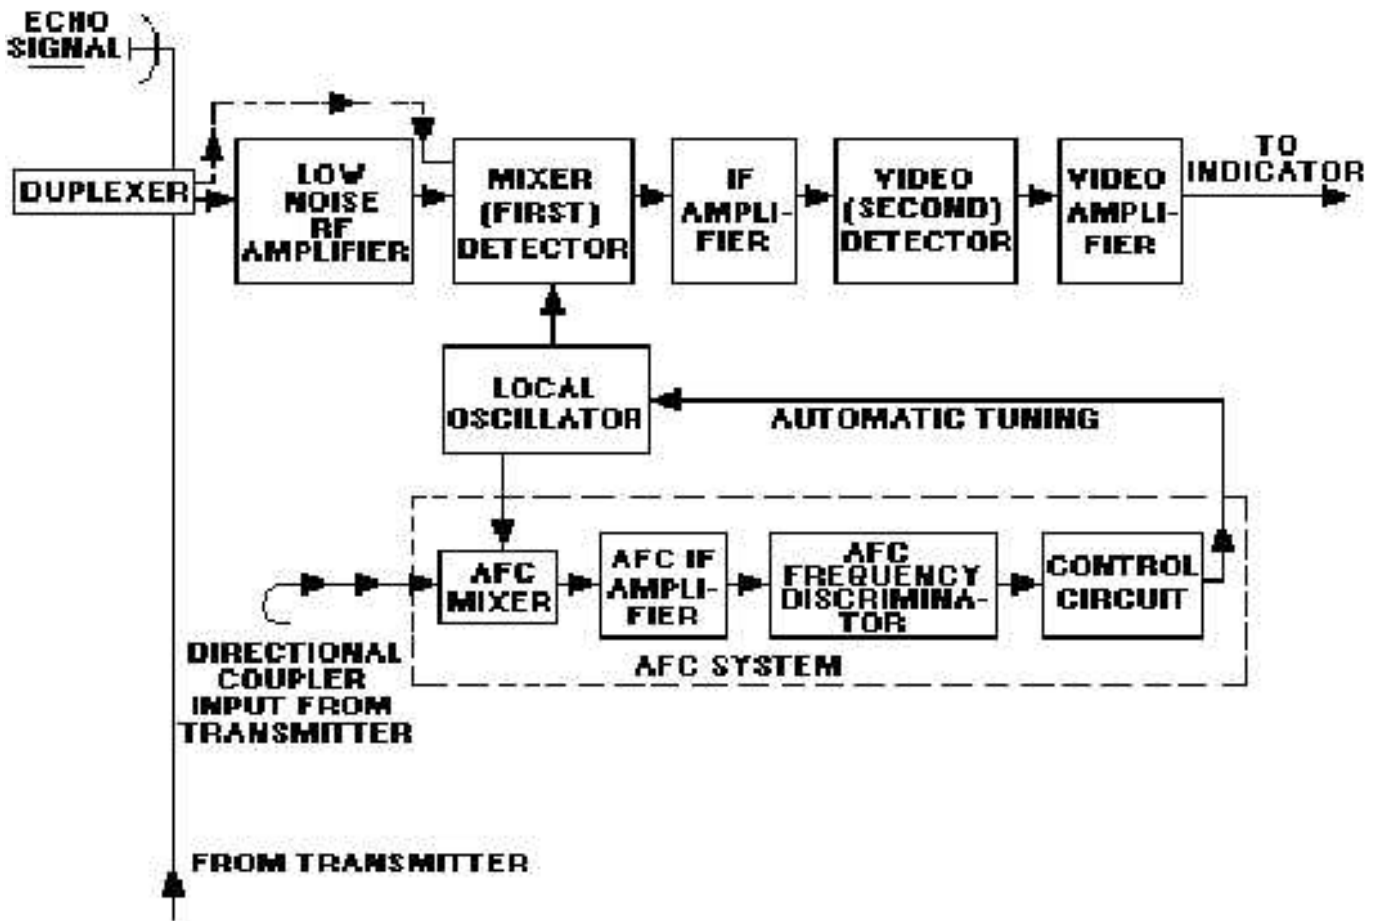 ECHO
SIGNAL
DUPLEXER
LOW
NOISE
RF
AMPLIFIER
MIXER
(FIRST)
DETECTOR
IF
AMPLI-
FIER
VIDEO
(SECOND)
DETECTOR
VIDEO
AMPLI-
FIER
TO
INDICATOR
LOCAL
OSCILLATOR
AUTOMATIC TUNING
AFC
MIXER
AFC IF
AMPLI-
FIER
AFC
FREQUENCY
DISCRIMINA-
TOR
CONTROL
CIRCUIT
AFC SYSTEM
DIRECTIONAL
COUPLER
INPUT FROM
TRANSMITTER
FROM TRANSMITTER